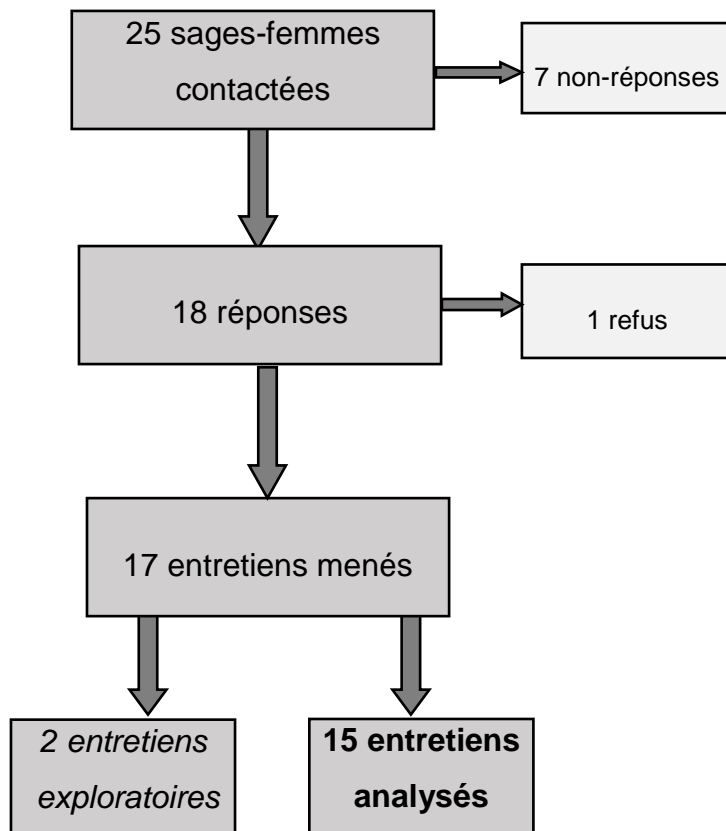 25 sages-femmes
contactées
7 non-réponses
18 réponses
1 refus
17 entretiens menés
2 entretiens
exploratoires
15 entretiens
analysés